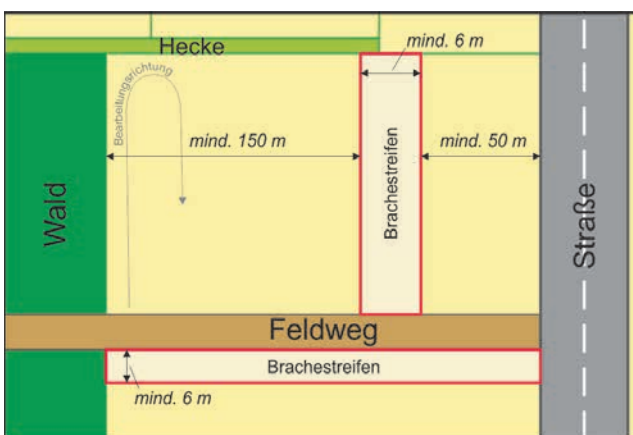 Hecke
mind. 6 m
Bearbeitungsrichtung
mind. 150 m
mind. 50 m
Wald
Brachestreifen
Straße
Feldweg
Brachestreifen
mind. 6 m